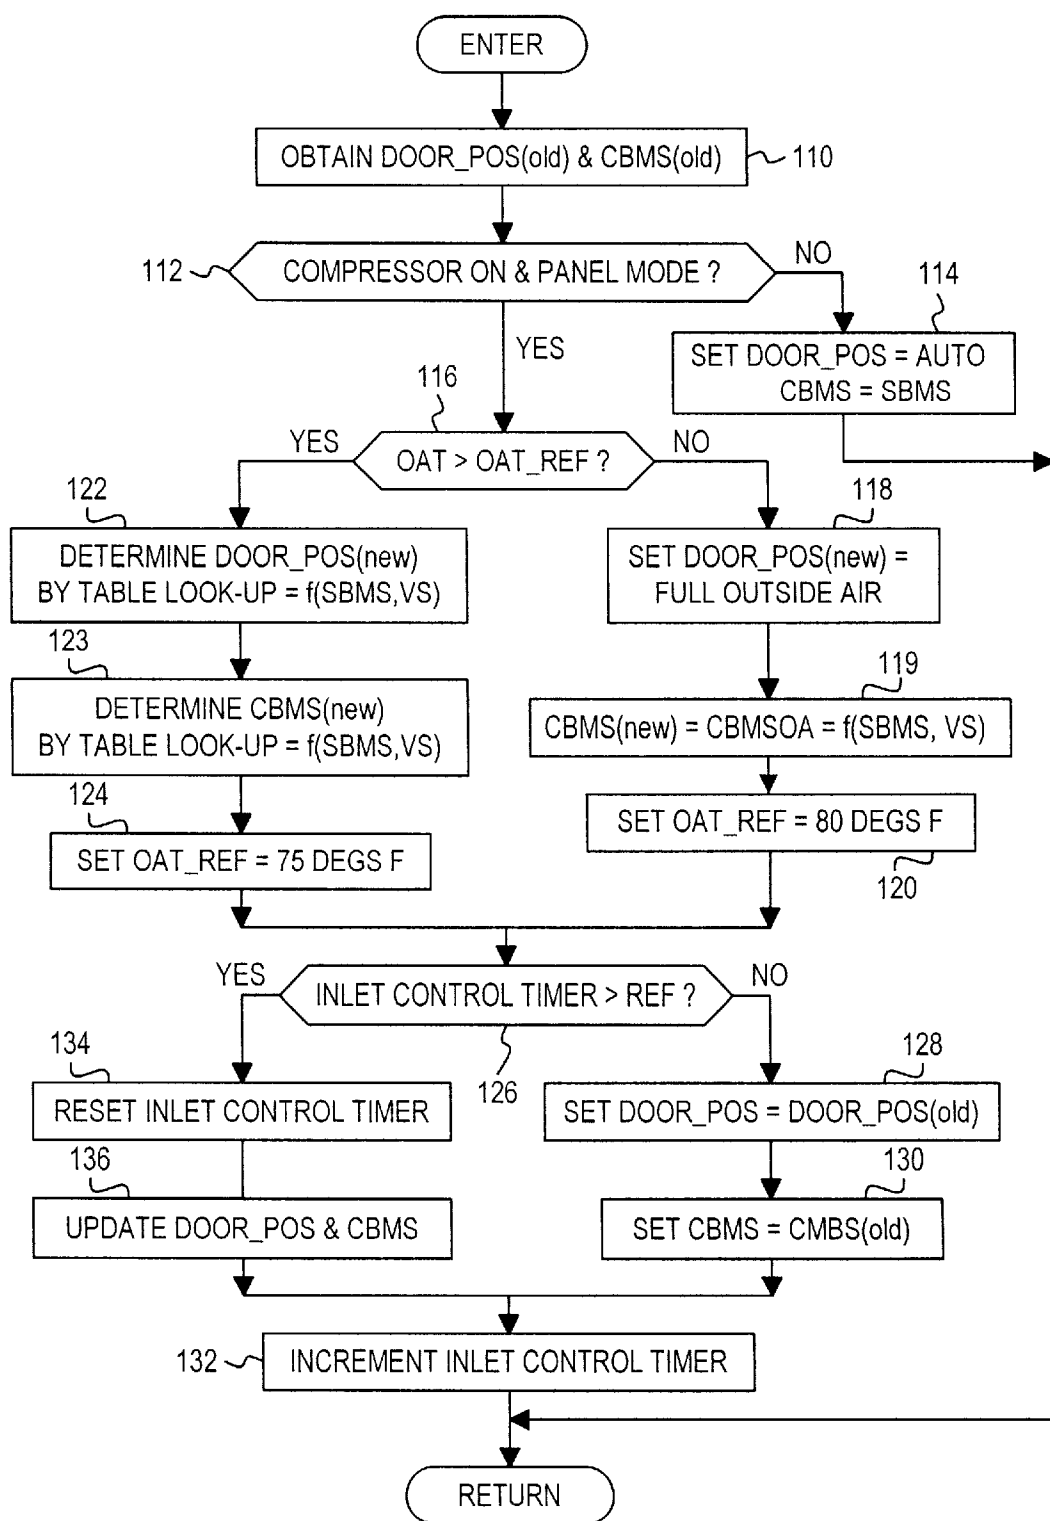 ENTER
OBTAIN DOOR_POS(old) & CBMS(old)
110
112
COMPRESSOR ON & PANEL MODE ?
NO
114
SET DOOR_POS = AUTO
CBMS = SBMS
YES
116
YES
OAT > OAT_REF ?
NO
122
DETERMINE DOOR_POS(new)
BY TABLE LOOK-UP = f(SBMS,VS)
118
SET DOOR_POS(new) =
FULL OUTSIDE AIR
123
DETERMINE CBMS(new)
BY TABLE LOOK-UP = f(SBMS,VS)
119
CBMS(new) = CBMSOA = f(SBMS, VS)
124
SET OAT_REF = 75 DEGS F
SET OAT_REF = 80 DEGS F
120
YES
INLET CONTROL TIMER > REF ?
NO
126
134
RESET INLET CONTROL TIMER
128
SET DOOR_POS = DOOR_POS(old)
136
UPDATE DOOR_POS & CBMS
130
SET CBMS = CMBS(old)
132
INCREMENT INLET CONTROL TIMER
RETURN